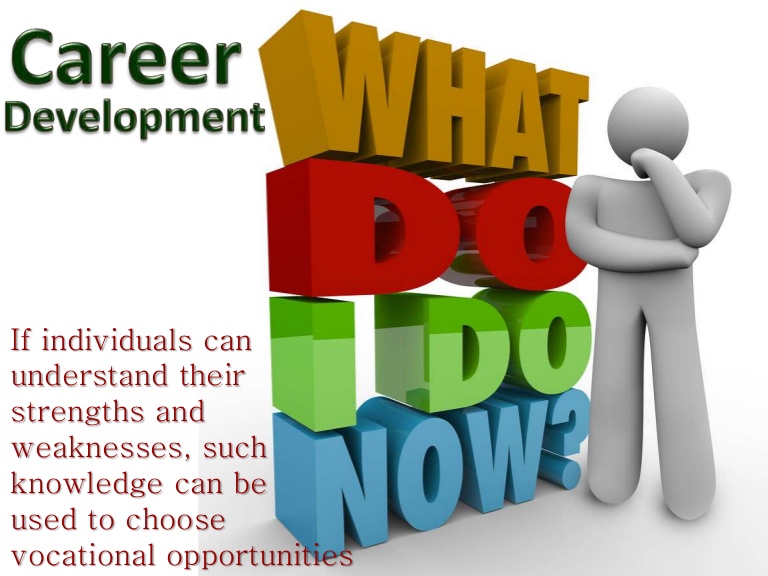 Career
Development
WHAT
DO
I DO
NOW?
If individuals can
understand their
strengths and
weaknesses, such
knowledge can be
used to choose
vocational opportunities